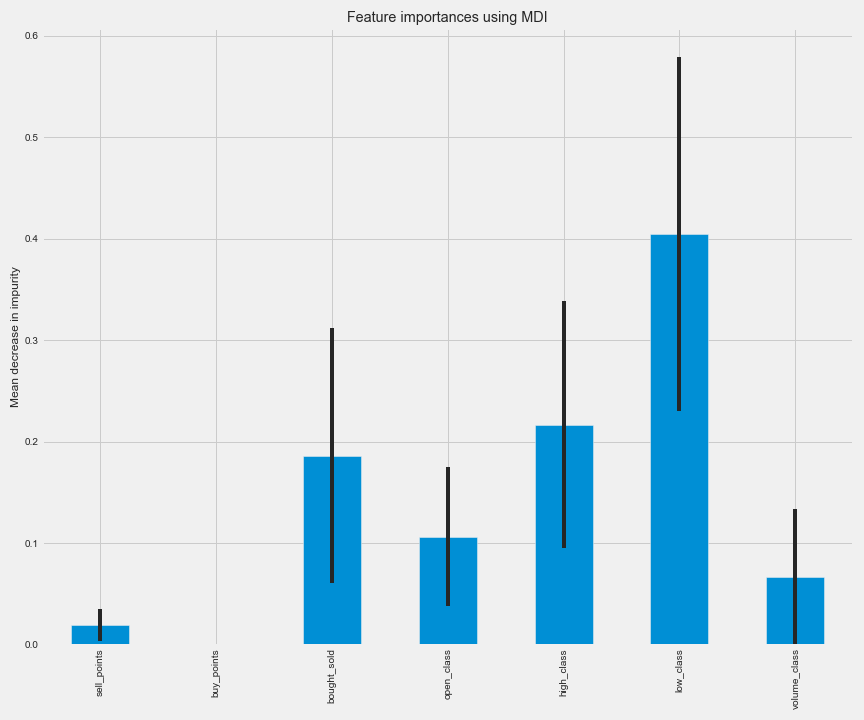 Feature importances using MDI
Mean decrease in impurity
0.6
0.5
0.4
0.3
0.2
0.1
0.0
sell_points
buy_points
bought_sold
open_class
high_class
low_class
volume_class